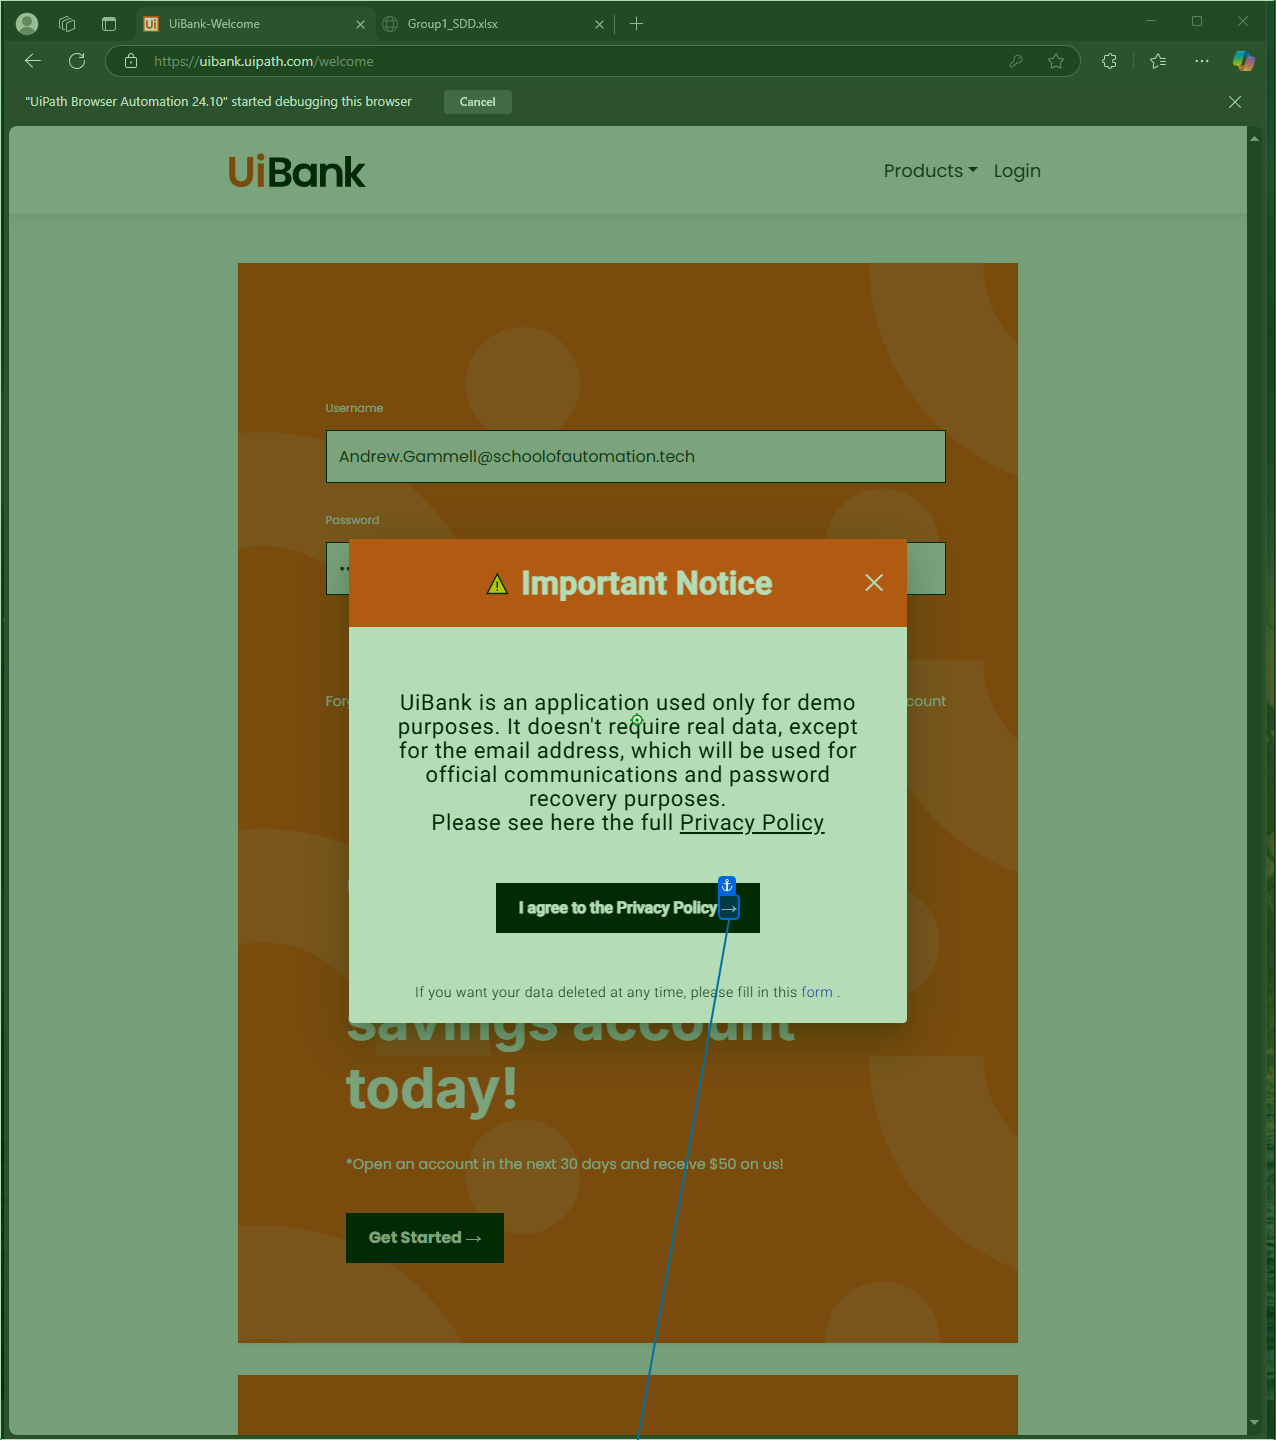 UiBank-Welcome
Group1_SDD.xlsx
https://uibank.uipath.com/welcome
"UiPath Browser Automation 24.10" started debugging this browser
Cancel
UiBank
Products
Login
Username
Andrew.Gammell@schoolofautomation.tech
Password
Important Notice
UiBank is an application used only for demo
purposes. It doesn't require real data, except
for the email address, which will be used for
official communications and password
recovery purposes.
Please see here the full Privacy Policy
I agree to the Privacy Policy →
If you want your data deleted at any time, please fill in this form .
savings account
today!
*Open an account in the next 30 days and receive $50 on us!
Get Started →